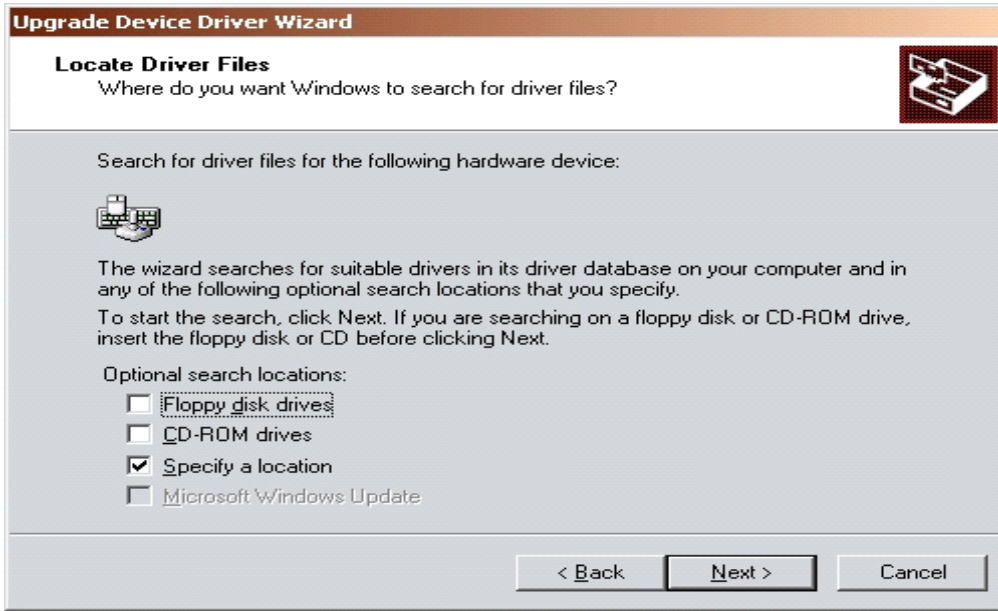 Upgrade Device Driver Wizard
Locate Driver Files
Where do you want Windows to search for driver files?
Search for driver files for the following hardware device:
The wizard searches for suitable drivers in its driver database on your computer and in
any of the following optional search locations that you specify.
To start the search, click Next. If you are searching on a floppy disk or CD-ROM drive,
insert the floppy disk or CD before clicking Next.
Optional search locations:
Floppy disk drives
CD-ROM drives
Specify a location
Microsoft Windows Update
< Back Next > Cancel